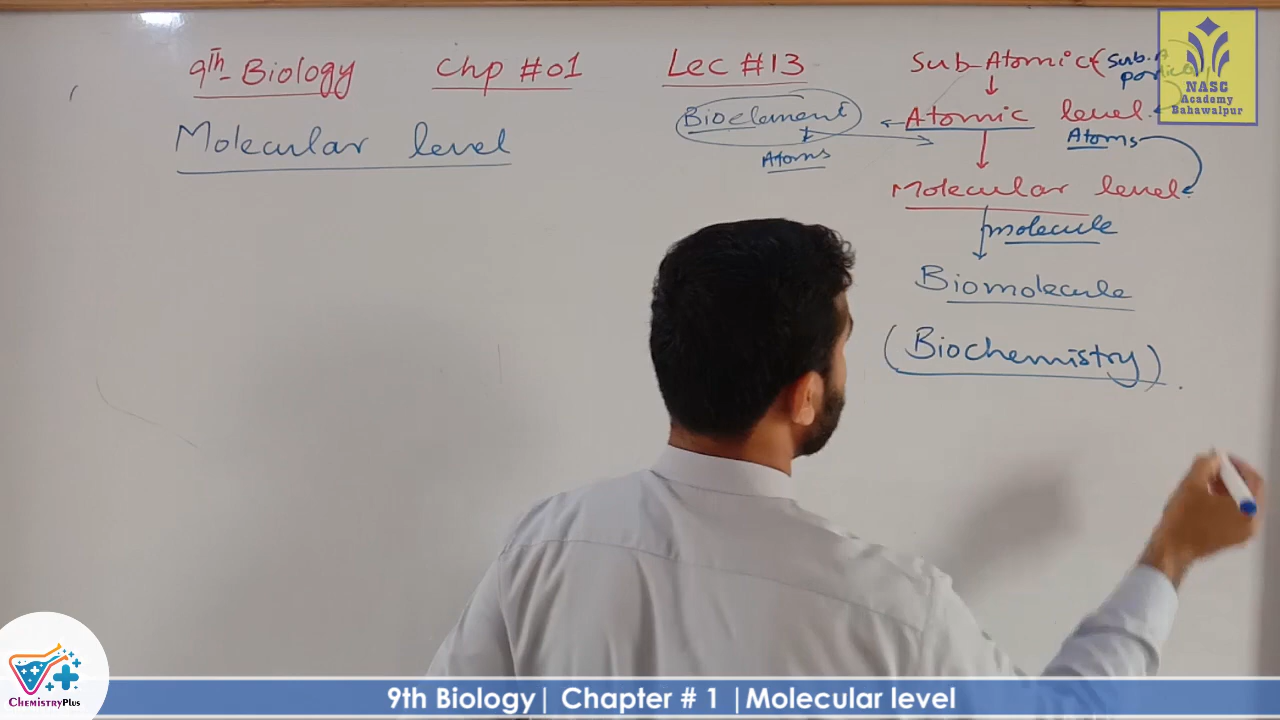 9th Biology Chp #01 Lec #13
Molecular level
Sub-Atomic (Sub.A
NASC
Academy
Bahawalpur
Bioelement
Atomic level
Atoms
Atoms
Molecular level
molecule
Biomolecule
(Biochemistry).
ChemistryPlus
9th Biology| Chapter # 1 |Molecular level